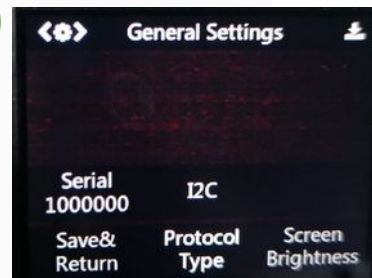 General Settings
Serial
1000000
I2C
Save&
Return
Protocol
Type
Screen
Brightness